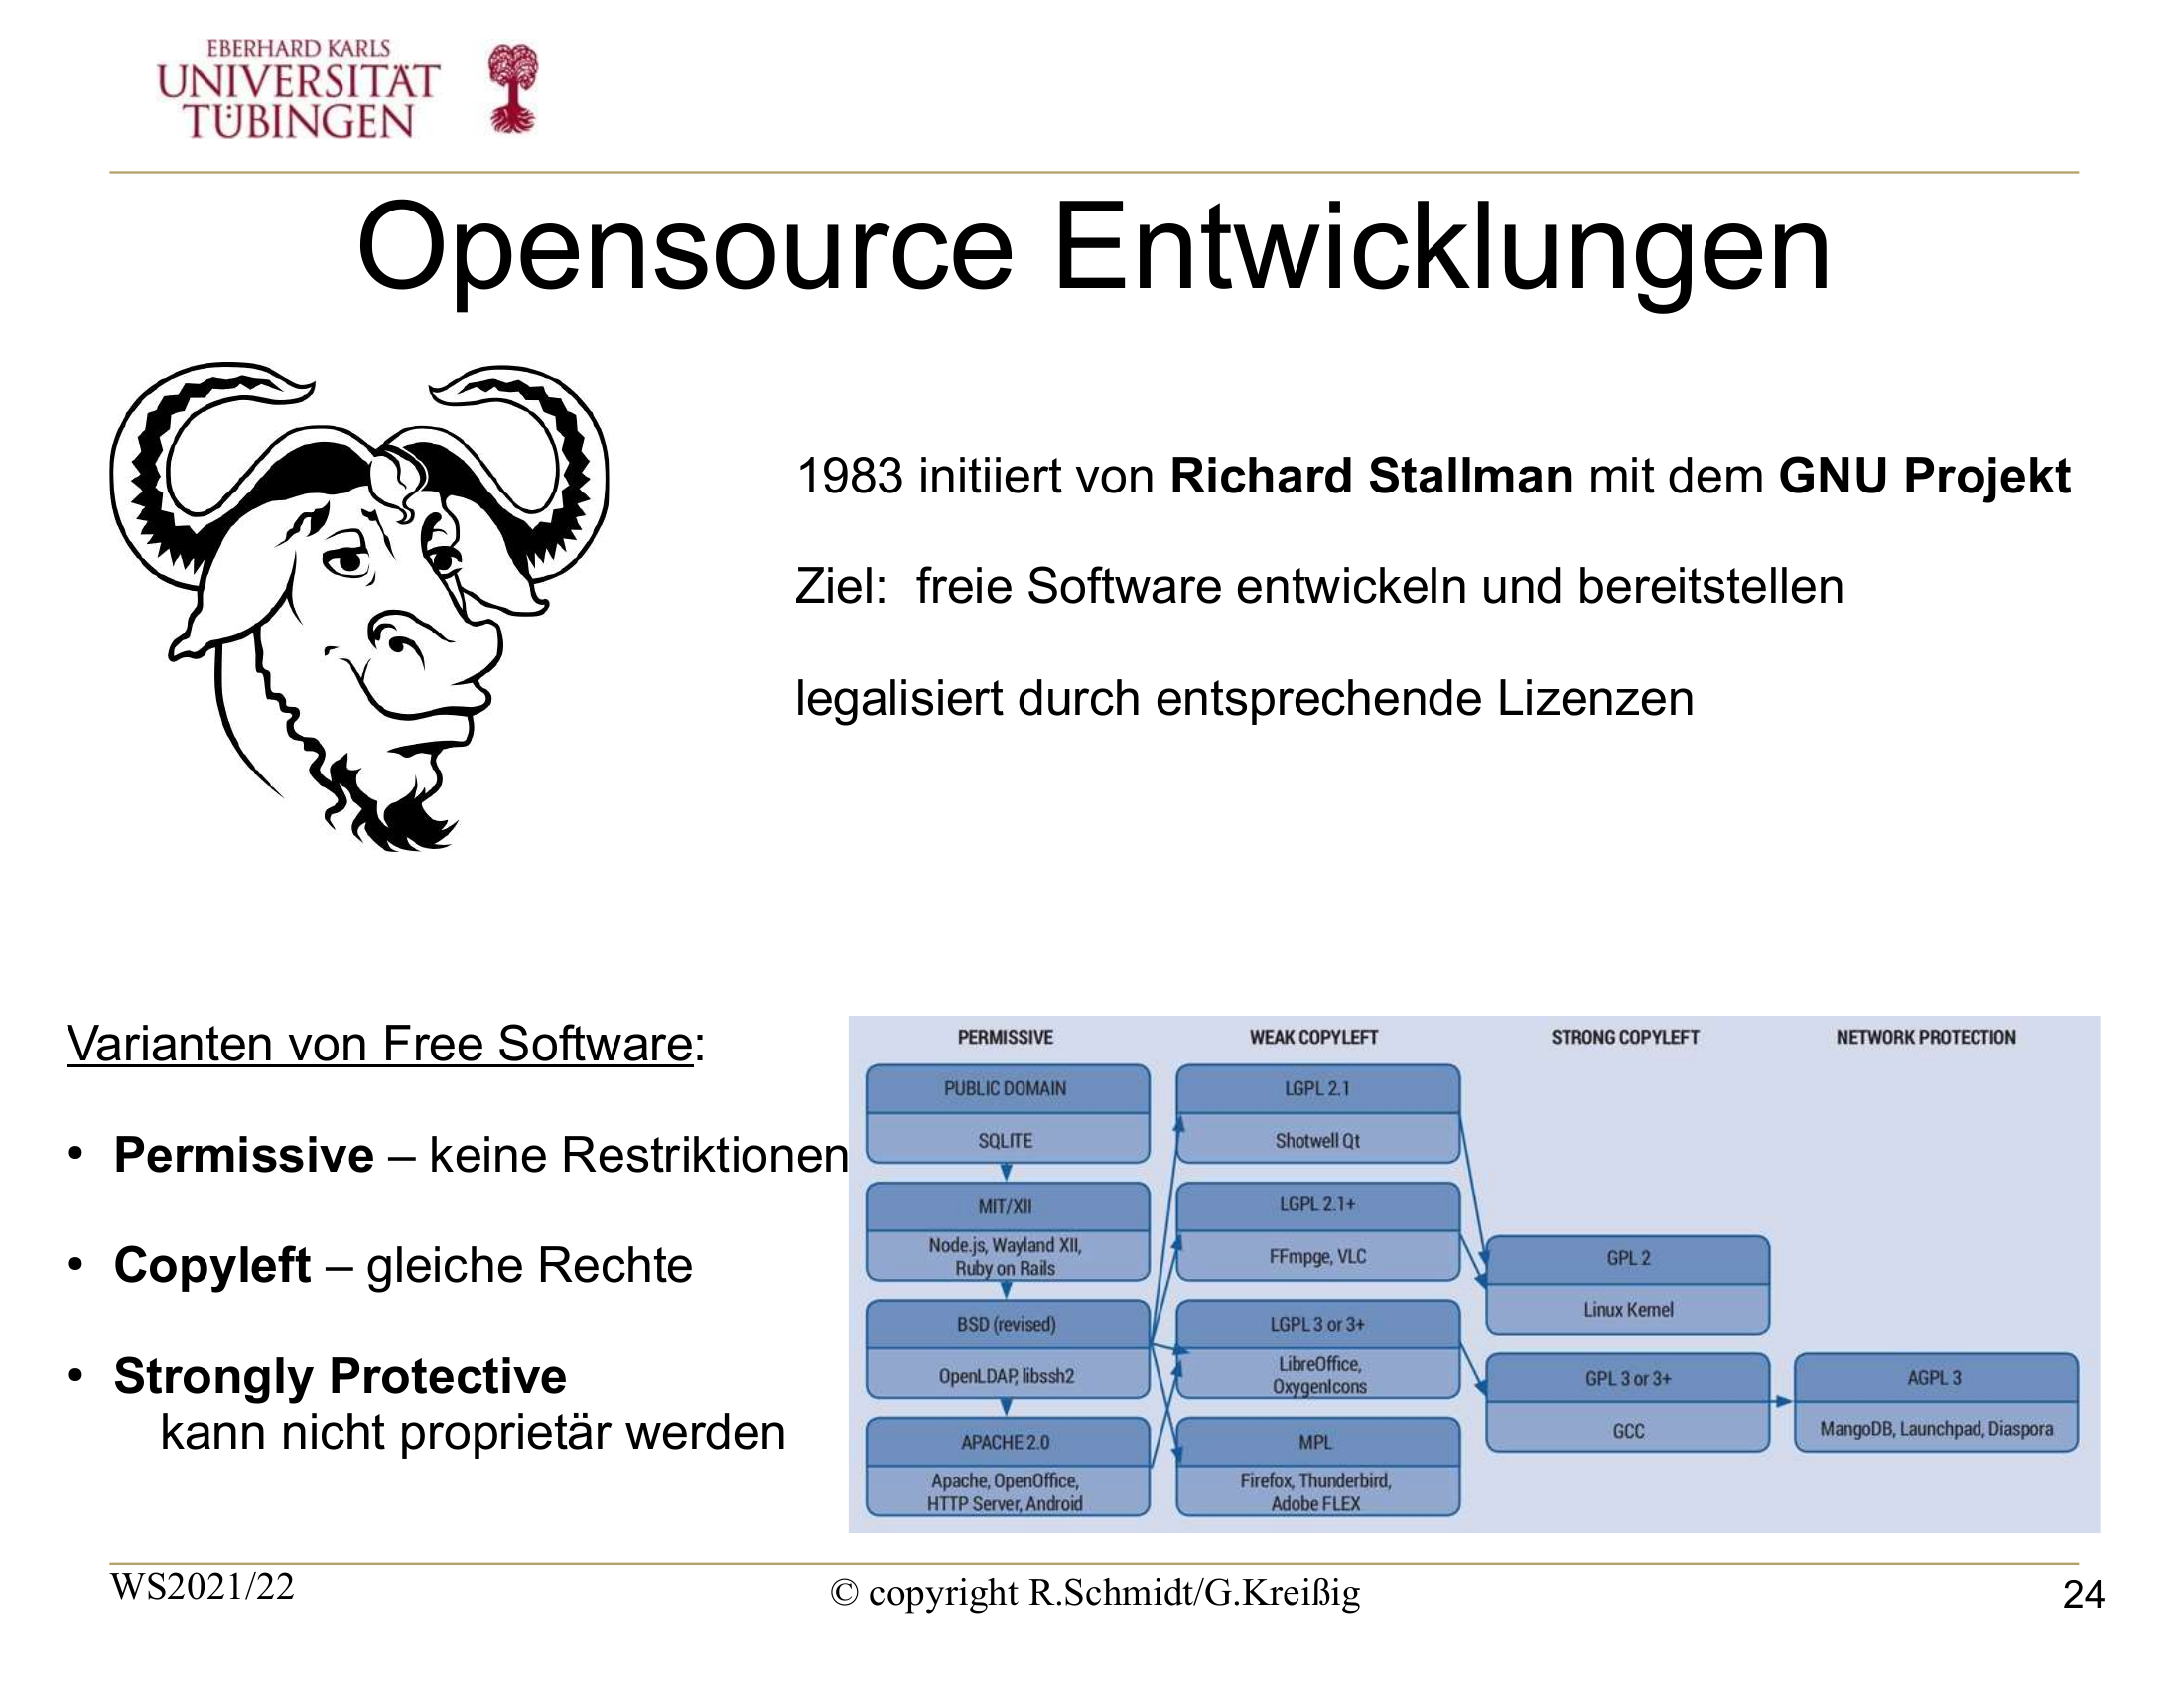 EBERHARD KARLS
UNIVERSITÄT
TÜBINGEN
Opensource Entwicklungen
1983 initiiert von Richard Stallman mit dem GNU Projekt
Ziel: freie Software entwickeln und bereitstellen
legalisiert durch entsprechende Lizenzen
Varianten von Free Software:
• Permissive – keine Restriktionen
• Copyleft – gleiche Rechte
• Strongly Protective
kann nicht proprietär werden
PERMISSIVE
PUBLIC DOMAIN
SQLITE
MIT/XII
Node.js, Wayland XII,
Ruby on Rails
BSD (revised)
OpenLDAP, libssh2
APACHE 2.0
Apache, OpenOffice,
HTTP Server, Android
WEAK COPYLEFT
LGPL 2.1
Shotwell Qt
LGPL 2.1+
FFmpge, VLC
LGPL 3 or 3+
LibreOffice,
OxygenIcons
MPL
Firefox, Thunderbird,
Adobe FLEX
STRONG COPYLEFT
GPL 2
Linux Kernel
GPL 3 or 3+
GCC
NETWORK PROTECTION
AGPL 3
MangoDB, Launchpad, Diaspora
WS2021/22
© copyright R.Schmidt/G.Kreißig
24